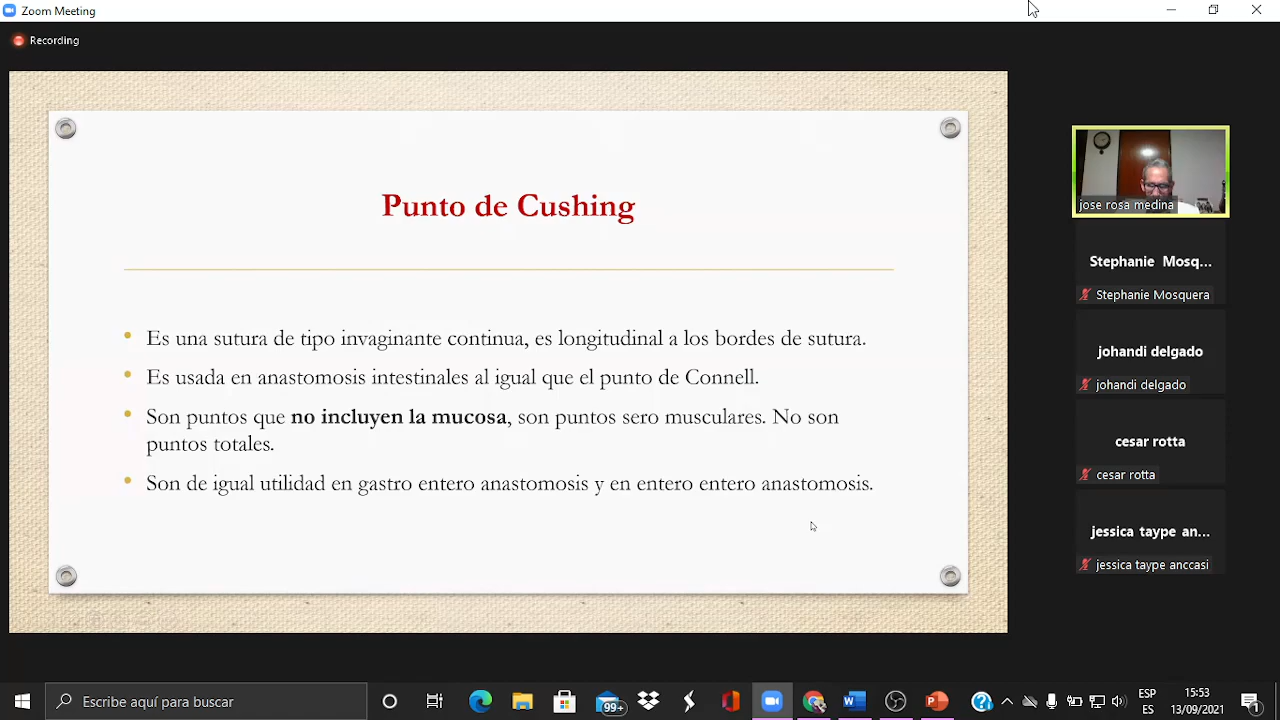 Zoom Meeting
Recording
Punto de Cushing
• Es una sutura de tipo invaginante continua, es longitudinal a los bordes de sutura.
• Es usada en anastomosis intestinales al igual que el punto de Connell.
• Son puntos que no incluyen la mucosa, son puntos sero musculares. No son
puntos totales.
• Son de igual utilidad en gastro entero anastomosis y en entero entero anastomosis.
jose rosa medina
Stephanie Mosq...
Stephanie Mosquera
johandi delgado
johandi delgado
cesar rotta
cesar rotta
jessica taype an...
jessica taype anccasi
Escribe aquí para buscar
99+
ESP
ES
15:53
13/09/2021
1